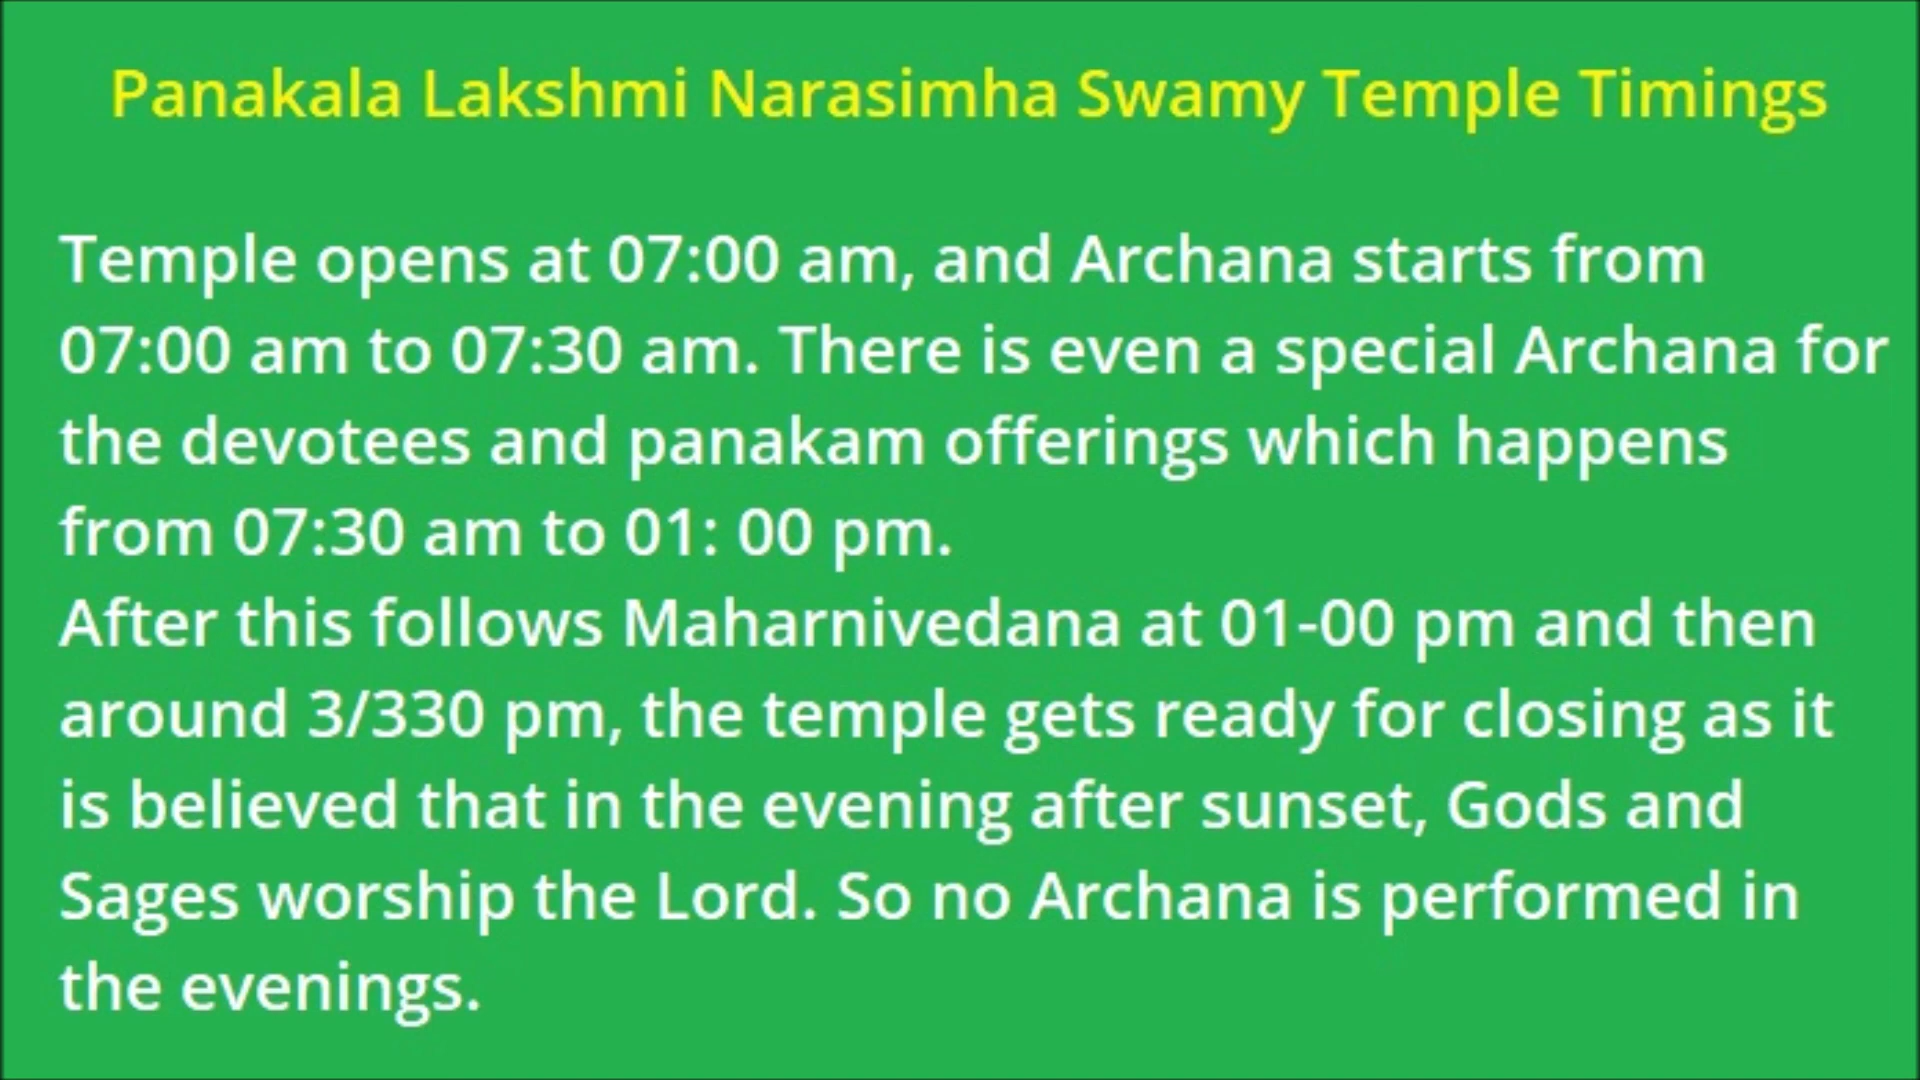 Panakala Lakshmi Narasimha Swamy Temple Timings
Temple opens at 07:00 am, and Archana starts from
07:00 am to 07:30 am. There is even a special Archana for
the devotees and panakam offerings which happens
from 07:30 am to 01: 00 pm.
After this follows Maharnivedana at 01-00 pm and then
around 3/330 pm, the temple gets ready for closing as it
is believed that in the evening after sunset, Gods and
Sages worship the Lord. So no Archana is performed in
the evenings.